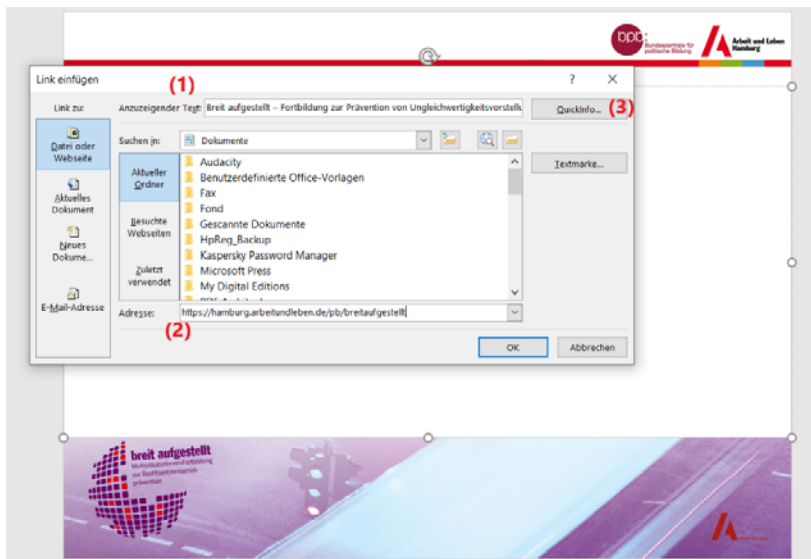 bpb:
Bundeszentrale für
politische Bildung
Arbeit und Leben
Hamburg
Link einfügen
? ×
(1)
Link zu:
Anzuzeigender Text: Breit aufgestellt – Fortbildung zur Prävention von Ungleichwertigkeitsvorstellu
QuickInfo... (3)
Datei oder
Webseite
Suchen in: Dokumente
Textmarke...
Aktueller
Ordner
Audacity
Benutzerdefinierte Office-Vorlagen
Fax
Fond
Aktuelles
Dokument
Besuchte
Webseiten
Gescannte Dokumente
HpReg_Backup
Kaspersky Password Manager
Neues
Dokume...
Zuletzt
verwendet
Microsoft Press
My Digital Editions
E-Mail-Adresse
Adresse: https://hamburg.arbeitundleben.de/pb/breitaufgestellt
(2)
OK Abbrechen
breit aufgestellt